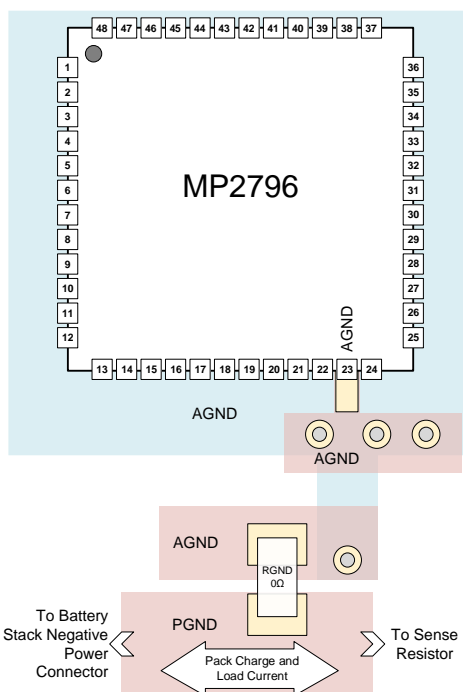 48 47 46 45 44 43 42 41 40 39 38 37
1
2
3
4
5
6
7
8
9
10
11
12
36
35
34
33
32
31
30
29
28
27
26
25
MP2796
AGND
13 14 15 16 17 18 19 20 21 22 23 24
AGND
AGND
AGND
RGND
0Ω
PGND
To Battery
Stack Negative
Power
Connector
Pack Charge and
Load Current
To Sense
Resistor